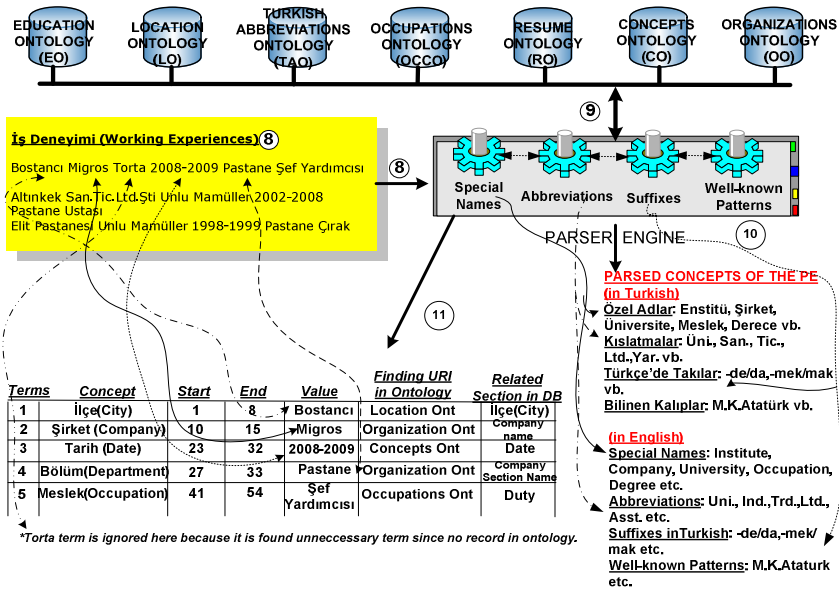 EDUCATION
ONTOLOGY
(EO)
LOCATION
ONTOLOGY
(LO)
TURKISH
ABBREVIATIONS
ONTOLOGY
(TAO)
OCCUPATIONS
ONTOLOGY
(OCCO)
RESUME
ONTOLOGY
(RO)
CONCEPTS
ONTOLOGY
(CO)
ORGANIZATIONS
ONTOLOGY
(OO)
9
İş Deneyimi (Working Experiences) 8
Bostancı Migros Torta 2008-2009 Pastane Şef Yardımcısı
Altınkek San.Tic.Ltd.Şti Unlu Mamüller 2002-2008
Pastane Ustası
Elit Pastanesi Unlu Mamüller 1998-1999 Pastane Çırak
8
Special
Names
Abbreviations
Suffixes
Well-known
Patterns
PARSER ENGINE
10
11
PARSED CONCEPTS OF THE PE
(in Turkish)
Özel Adlar: Enstitü, Şirket,
Üniversite, Meslek, Derece vb.
Kıslatmalar: Üni., San., Tic.,
Ltd.,Yar. vb.
Türkçe’de Takılar: -de/da,-mek/mak
vb.
Bilinen Kalıplar: M.K.Atatürk vb.
(in English)
Special Names: Institute,
Company, University, Occupation,
Degree etc.
Abbreviations: Uni., Ind.,Trd.,Ltd.,
Asst. etc.
Suffixes inTurkish: -de/da,-mek/
mak etc.
Well-known Patterns: M.K.Ataturk
etc.
Terms Concept Start End Value Finding URI in Ontology Related Section in DB
1 İlçe(City) 1 8 Bostancı Location Ont İlçe(City)
2 Şirket (Company) 10 15 Migros Organization Ont Company name
3 Tarih (Date) 23 32 2008-2009 Concepts Ont Date
4 Bölüm(Department) 27 33 Pastane Organization Ont Company Section Name
5 Meslek(Occupation) 41 54 Şef Yardımcısı Occupations Ont Duty
*Torta term is ignored here because it is found unneccessary term since no record in ontology.